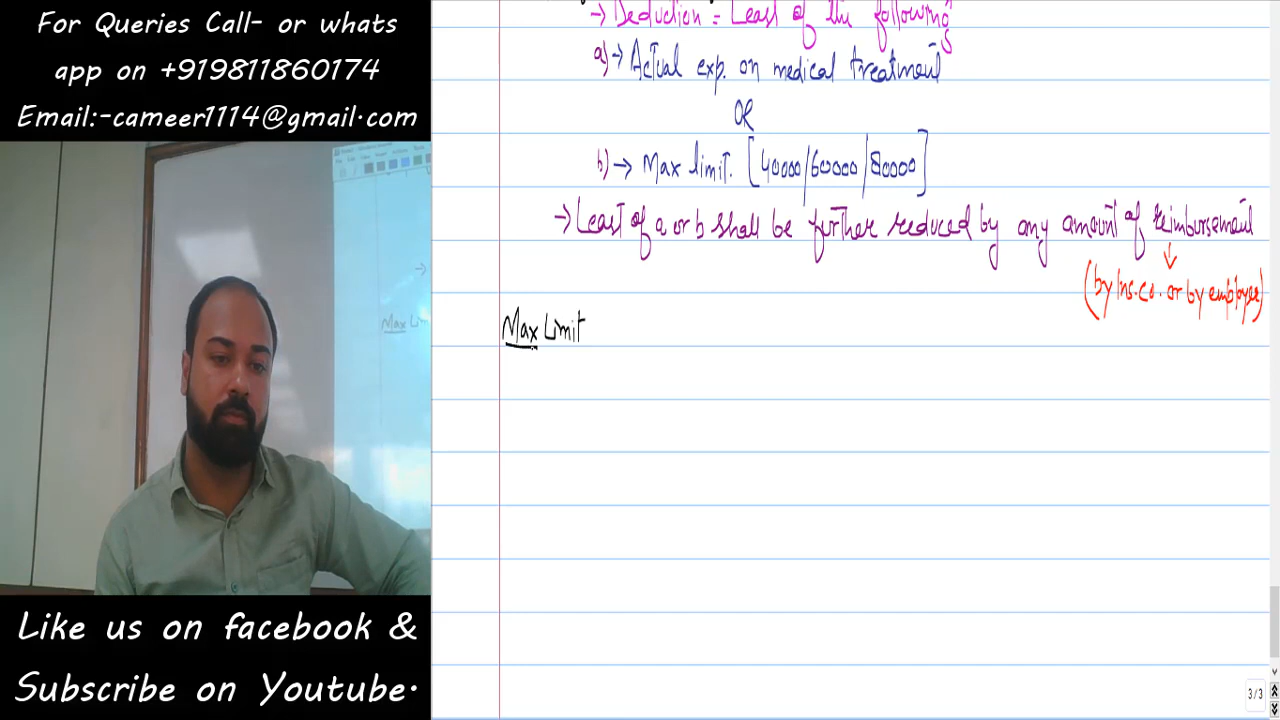 For Queries Call- or whats
app on +919811860174
Email:-cameer1114@gmail.com
→ Deduction = Least of the following
a) → Actual exp. on medical treatment
OR
b) → Max limit. [40000/60000/80000]
→ Least of a or b shall be further reduced by any amount of reimbursement
(by Ins.co. or by employer)
Max Limit
Like us on facebook &
Subscribe on Youtube.
3/3